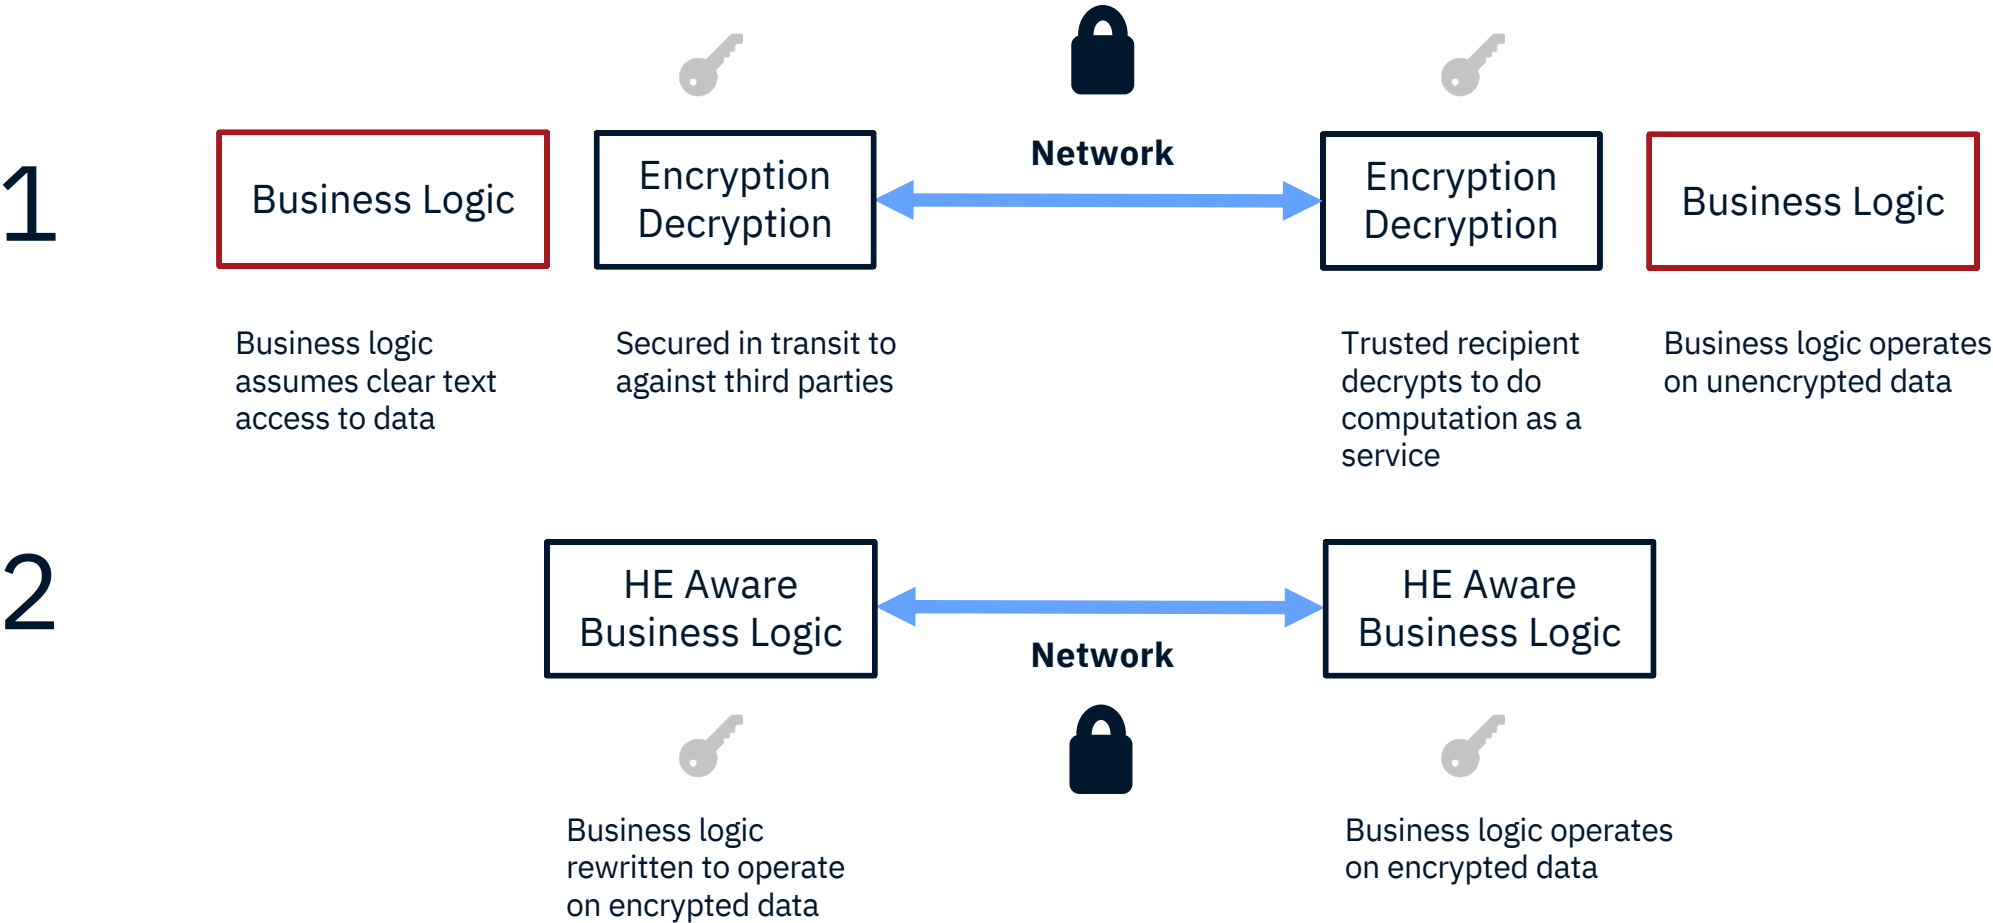 1
Business Logic
Encryption
Decryption
Network
Encryption
Decryption
Business Logic
Business logic
assumes clear text
access to data
Secured in transit to
against third parties
Trusted recipient
decrypts to do
computation as a
service
Business logic operates
on unencrypted data
2
HE Aware
Business Logic
Network
HE Aware
Business Logic
Business logic
rewritten to operate
on encrypted data
Business logic operates
on encrypted data